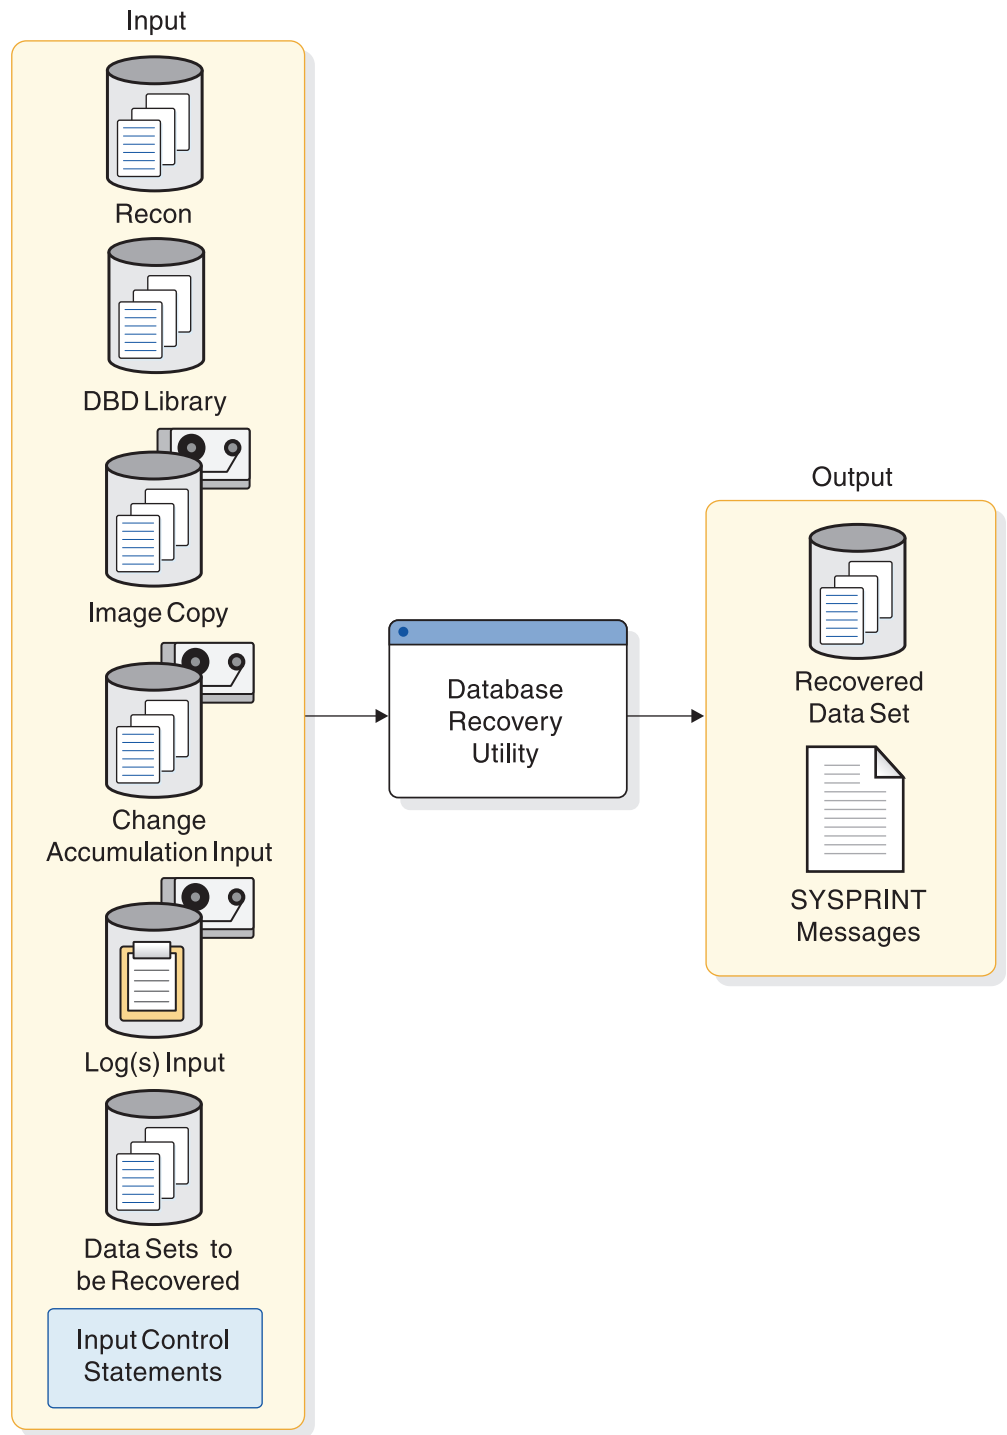 Input
Recon
DBD Library
Image Copy
Change
Accumulation Input
Log(s) Input
Data Sets to
be Recovered
Input Control
Statements
Database
Recovery
Utility
Output
Recovered
Data Set
SYSPRINT
Messages